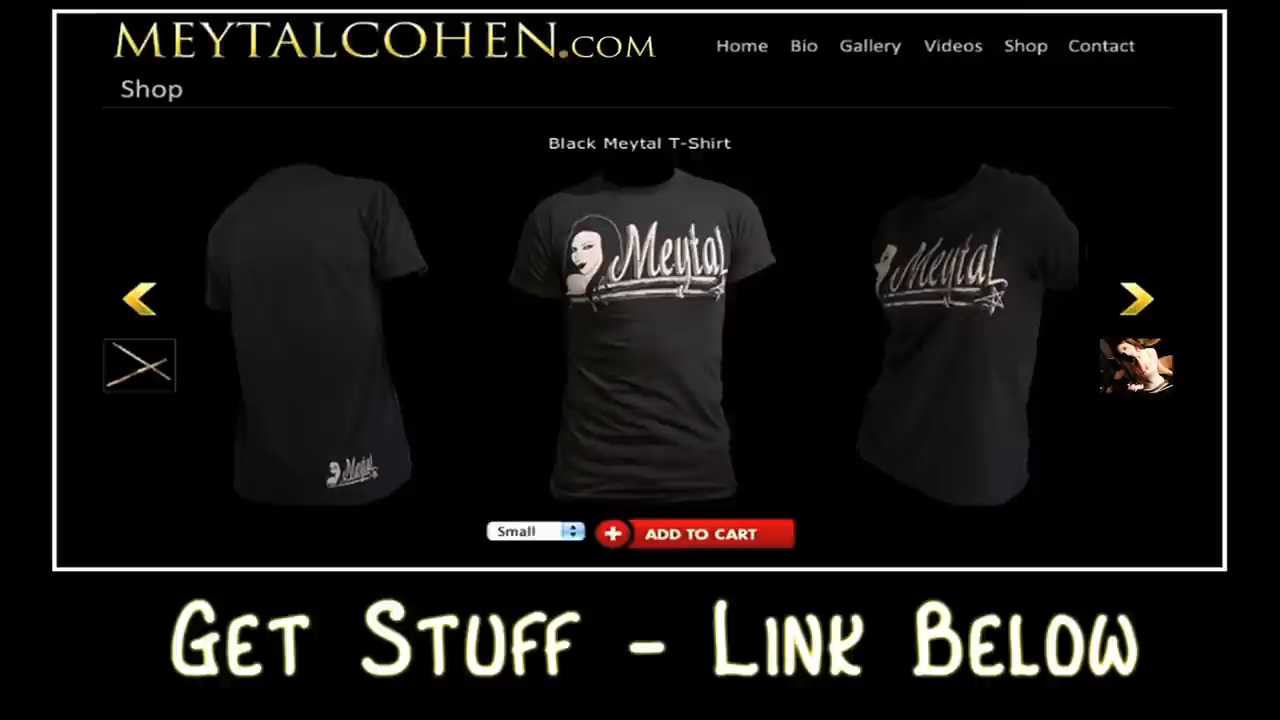 MEYTALCOHEN.COM
Home Bio Gallery Videos Shop Contact
Shop
Black Meytal T-Shirt
Meytal
Meytal
Meytal
Small
ADD TO CART
GET STUFF - LINK BELOW